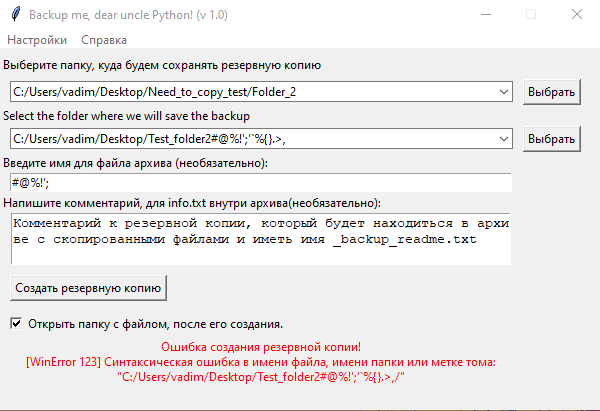 Backup me, dear uncle Python! (v 1.0)
Настройки Справка
Выберите папку, куда будем сохранять резервную копию
C:/Users/vadim/Desktop/Need_to_copy_test/Folder_2
Выбрать
Select the folder where we will save the backup
C:/Users/vadim/Desktop/Test_folder2#@%!';'`%{}.>,
Выбрать
Введите имя для файла архива (необязательно):
#@%!';
Напишите комментарий, для info.txt внутри архива(необязательно):
Комментарий к резервной копии, который будет находиться в архи
ве с скопированными файлами и иметь имя _backup_readme.txt
Создать резервную копию
Открыть папку с файлом, после его создания.
Ошибка создания резервной копии!
[WinError 123] Синтаксическая ошибка в имени файла, имени папки или метке тома:
"C:/Users/vadim/Desktop/Test_folder2#@%!';'`%{}.>,/"